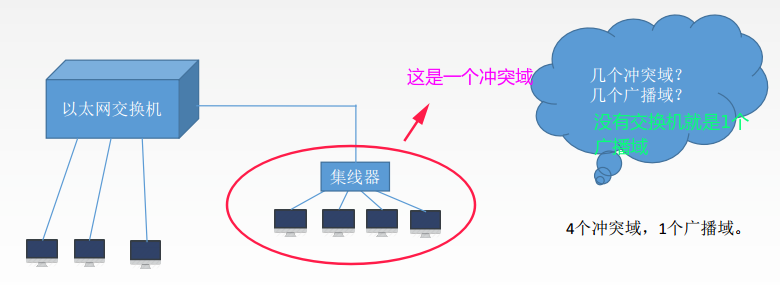 这是一个冲突域
几个冲突域？
几个广播域？
没有交换机就是1个
广播域
以太网交换机
集线器
4个冲突域，1个广播域。